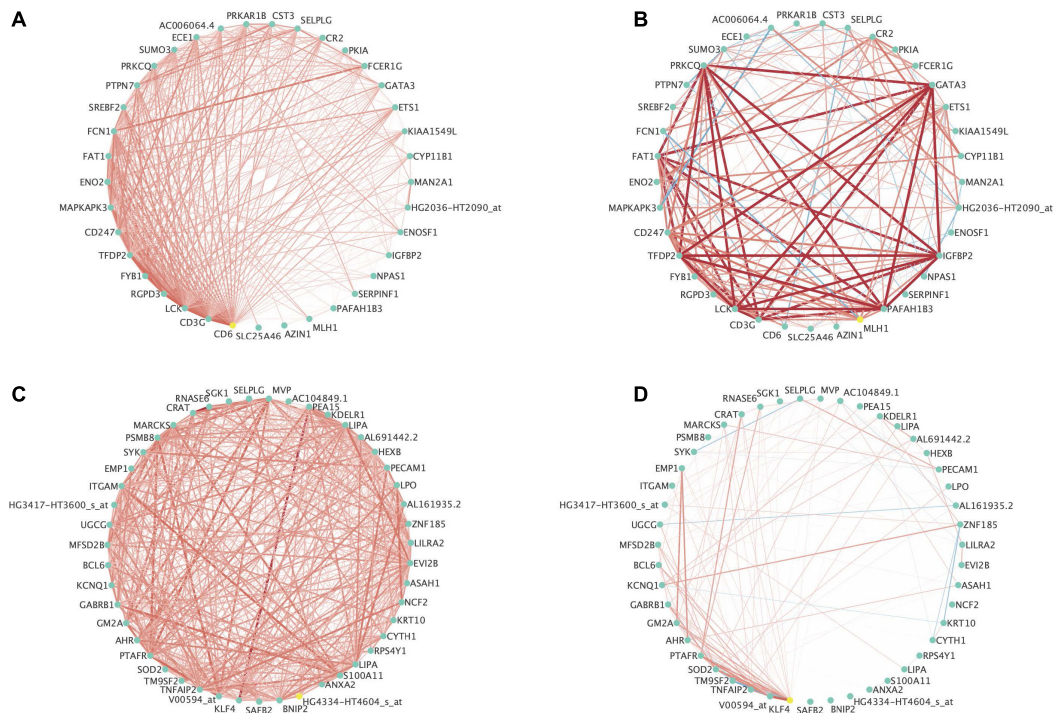 A
PRKAR1B
CST3
AC006064.4
SELPLG
ECE1
CR2
SUMO3
PKIA
PRKCQ
FCER1G
PTPN7
GATA3
SREBF2
ETS1
FCN1
KIAA1549L
FAT1
CYP11B1
ENO2
MAN2A1
MAPKAPK3
HG2036-HT2090_at
CD247
ENOSF1
TFDP2
IGFBP2
FYB1
NPAS1
RGPD3
SERPINF1
LCK
PAFAH1B3
CD3G
MLH1
CD6
SLC25A46
AZIN1
B
PRKAR1B
CST3
AC006064.4
SELPLG
ECE1
CR2
SUMO3
PKIA
PRKCQ
FCER1G
PTPN7
GATA3
SREBF2
ETS1
FCN1
KIAA1549L
FAT1
CYP11B1
ENO2
MAN2A1
MAPKAPK3
HG2036-HT2090_at
CD247
ENOSF1
TFDP2
IGFBP2
FYB1
NPAS1
RGPD3
SERPINF1
LCK
PAFAH1B3
CD3G
MLH1
CD6
SLC25A46
AZIN1
C
SELPLG
MVP
SGK1
AC104849.1
RNASE6
PEA15
CRAT
KDELR1
MARCKS
LIPA
PSMB8
AL691442.2
SYK
HEXB
EMP1
PECAM1
ITGAM
LPO
HG3417-HT3600_s_at
AL161935.2
UGCG
ZNF185
MFSD2B
LILRA2
BCL6
EVI2B
KCNQ1
ASAH1
GABRB1
NCF2
GM2A
KRT10
AHR
CYTH1
PTAFR
RPS4Y1
SOD2
LIPA
TM9SF2
S100A11
TNFAIP2
ANXA2
V00594_at
HG4334-HT4604_s_at
KLF4
SAFB2
BNIP2
D
SELPLG
MVP
SGK1
AC104849.1
RNASE6
PEA15
CRAT
KDELR1
MARCKS
LIPA
PSMB8
AL691442.2
SYK
HEXB
EMP1
PECAM1
ITGAM
LPO
HG3417-HT3600_s_at
AL161935.2
UGCG
ZNF185
MFSD2B
LILRA2
BCL6
EVI2B
KCNQ1
ASAH1
GABRB1
NCF2
GM2A
KRT10
AHR
CYTH1
PTAFR
RPS4Y1
SOD2
LIPA
TM9SF2
S100A11
TNFAIP2
ANXA2
V00594_at
HG4334-HT4604_s_at
KLF4
SAFB2
BNIP2